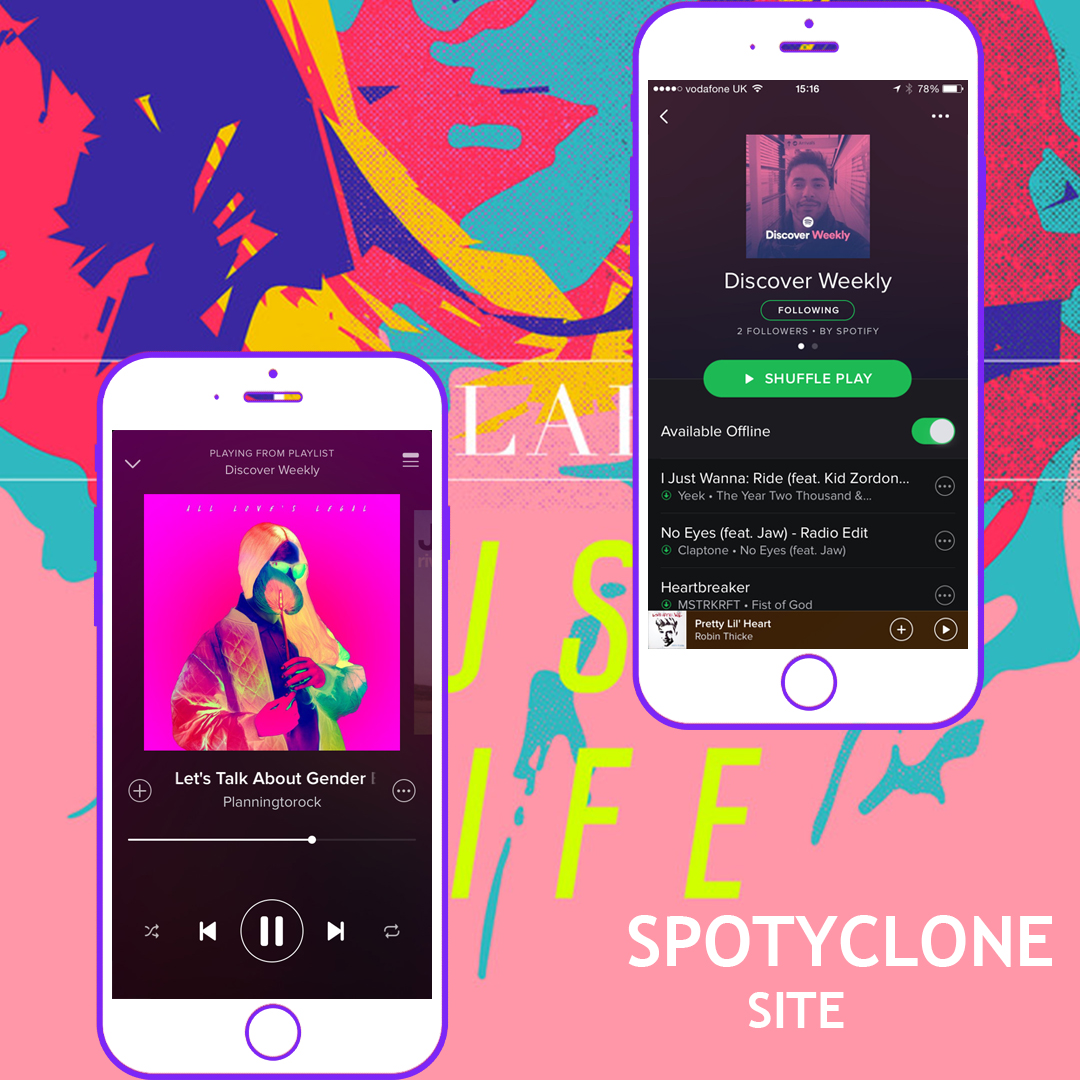 vodafone UK
15:16
78%
Discover Weekly
Discover Weekly
FOLLOWING
2 FOLLOWERS • BY SPOTIFY
SHUFFLE PLAY
Available Offline
I Just Wanna: Ride (feat. Kid Zordon...
Yeek • The Year Two Thousand &...
No Eyes (feat. Jaw) - Radio Edit
Claptone • No Eyes (feat. Jaw)
Heartbreaker
MSTRKRFT • Fist of God
Pretty Lil' Heart
Robin Thicke
PLAYING FROM PLAYLIST
Discover Weekly
ALL LOVE'S LEGAL
Let's Talk About Gender
Planningtorock
SPOTYCLONE
SITE